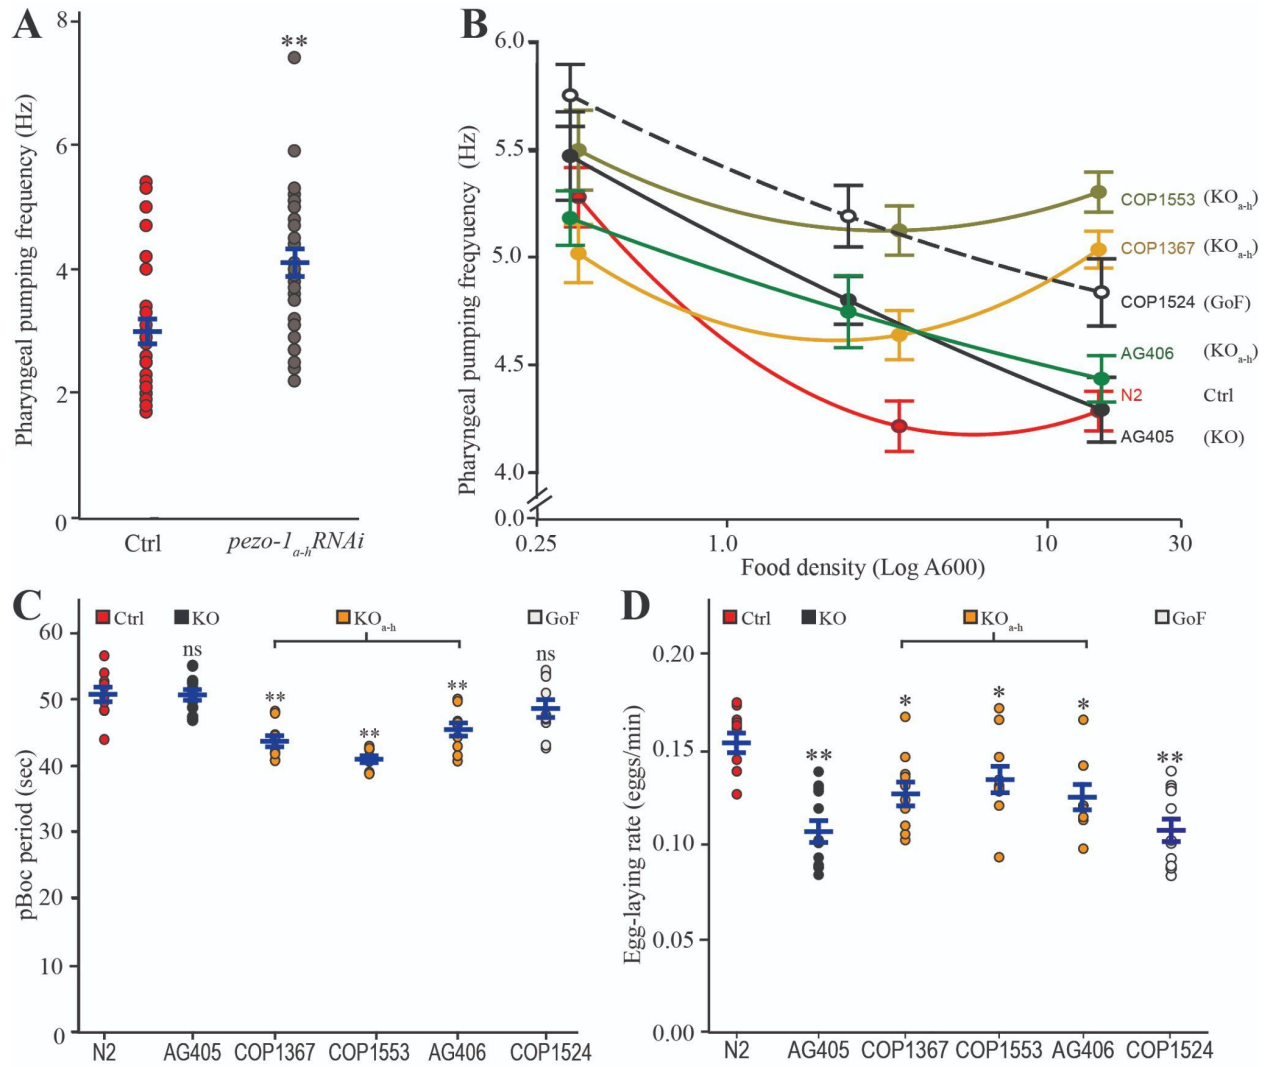 A
Pharyngeal pumping frefuency (Hz)
8
6
4
2
0
**
Ctrl
pezo-1a-hRNAi
B
Pharyngeal pumping freqyuency (Hz)
6.0
5.5
5.0
4.5
4.0
0.0
0.25
1.0
10
30
Food density (Log A600)
COP1553 (KOa-h)
COP1367 (KOa-h)
COP1524 (GoF)
AG406 (KOa-h)
N2 Ctrl
AG405 (KO)
C
Ctrl KO KOa-h GoF
pBoc period (sec)
60
50
40
30
20
10
0
ns
**
**
**
ns
N2 AG405 COP1367 COP1553 AG406 COP1524
D
Ctrl KO KOa-h GoF
Egg-laying rate (eggs/min)
0.20
0.15
0.10
0.05
0.00
**
*
*
*
**
N2 AG405 COP1367 COP1553 AG406 COP1524